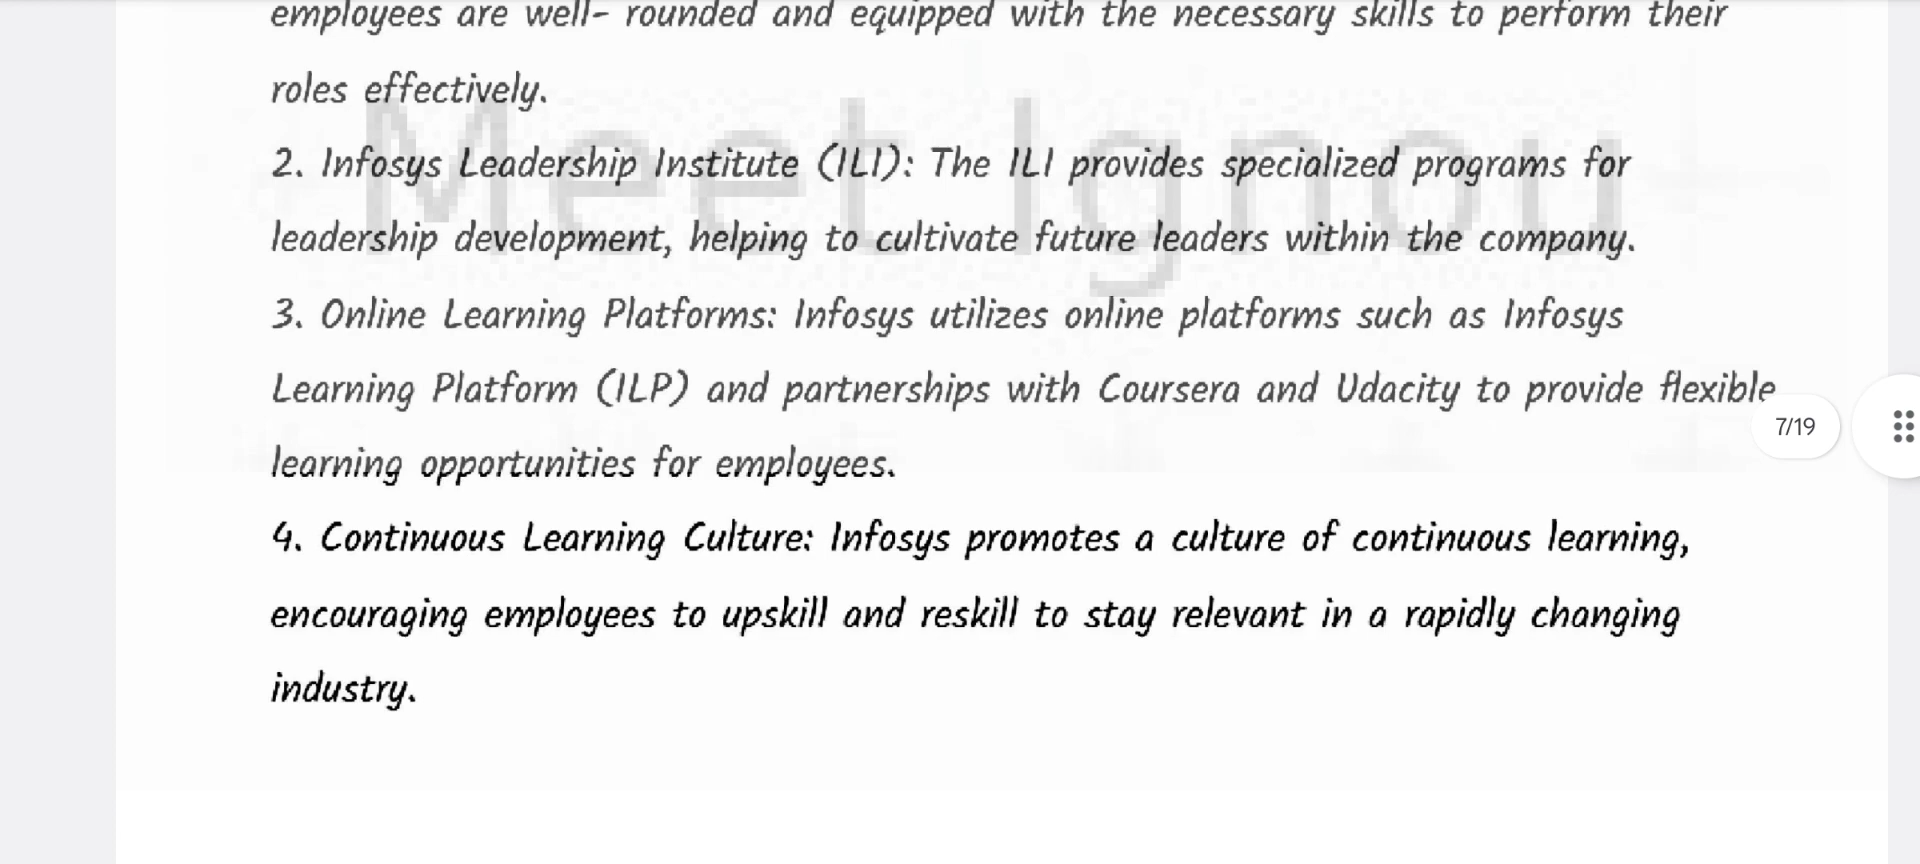 employees are well- rounded and equipped with the necessary skills to perform their
roles effectively.
Meet Ignou
2. Infosys Leadership Institute (ILI): The ILI provides specialized programs for
leadership development, helping to cultivate future leaders within the company.
3. Online Learning Platforms: Infosys utilizes online platforms such as Infosys
Learning Platform (ILP) and partnerships with Coursera and Udacity to provide flexible
7/19
learning opportunities for employees.
4. Continuous Learning Culture: Infosys promotes a culture of continuous learning,
encouraging employees to upskill and reskill to stay relevant in a rapidly changing
industry.